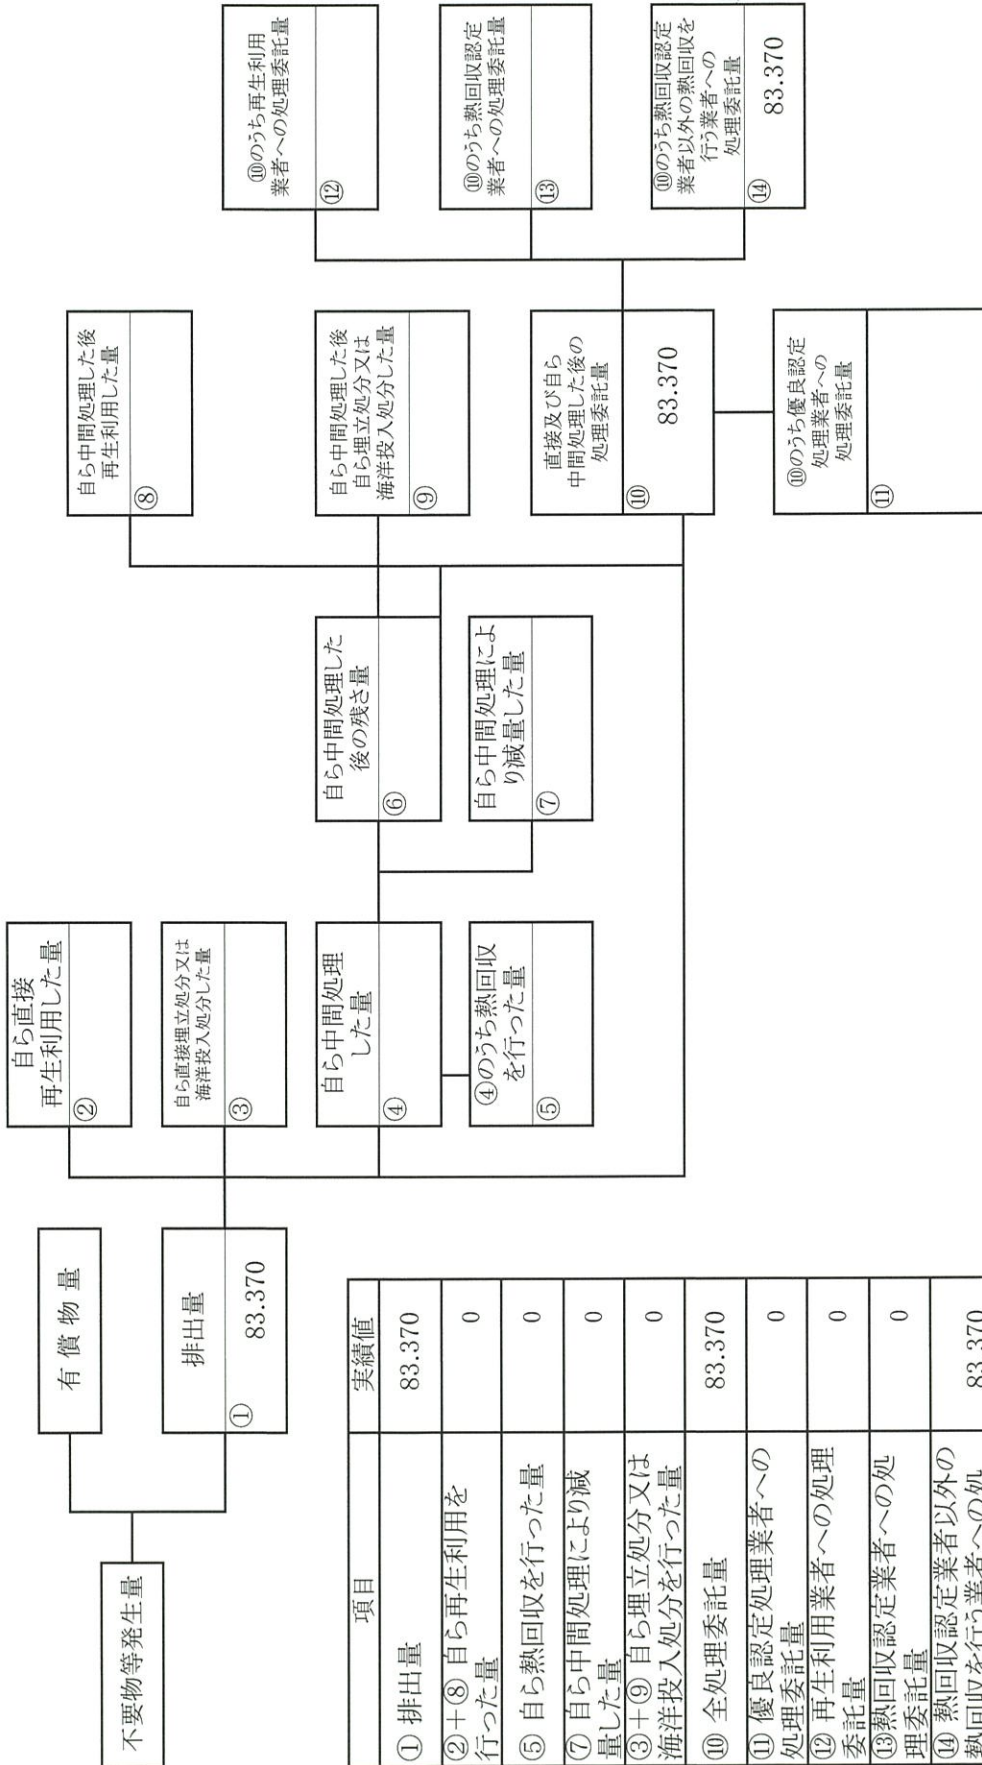 不要物等発生量
有償物量
排出量
①
83.370
自ら直接
再生利用した量
②
自ら直接埋立処分又は
海洋投入処分した量
③
自ら中間処理
した量
④
④のうち熱回収
を行った量
⑤
自ら中間処理した
後の残さ量
⑥
自ら中間処理によ
り減量した量
⑦
自ら中間処理した後
再生利用した量
⑧
自ら中間処理した後
自ら埋立処分又は
海洋投入処分した量
⑨
直接及び自ら
中間処理した後の
処理委託量
⑩
83.370
⑩のうち優良認定
処理業者への
処理委託量
⑪
⑩のうち再生利用
業者への処理委託量
⑫
⑩のうち熱回収認定
業者への処理委託量
⑬
⑩のうち熱回収認定
業者以外の熱回収を
行う業者への
処理委託量
⑭
83.370
項目 実績値
① 排出量 83.370
②+⑧ 自ら再生利用を
行った量 0
⑤ 自ら熱回収を行った量 0
⑦ 自ら中間処理により減
量した量 0
③+⑨ 自ら埋立処分又は
海洋投入処分を行った量 0
⑩ 全処理委託量 83.370
⑪ 優良認定処理業者への
処理委託量 0
⑫ 再生利用業者への処理
委託量 0
⑬熱回収認定業者への処
理委託量 0
⑭ 熱回収認定業者以外の
熱回収を行う業者への処 83.370